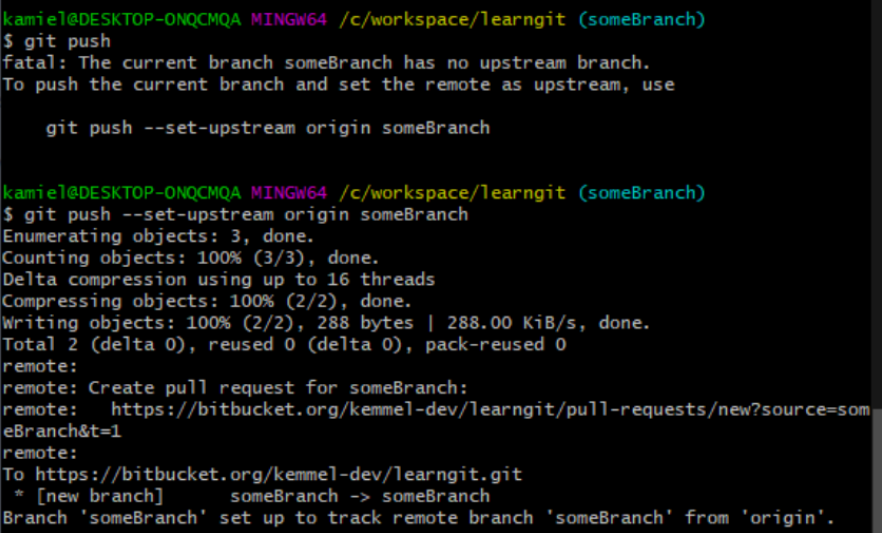 kamiel@DESKTOP-ONQCMQA MINGW64 /c/workspace/learngit (someBranch)
$ git push
fatal: The current branch someBranch has no upstream branch.
To push the current branch and set the remote as upstream, use
    git push --set-upstream origin someBranch
kamiel@DESKTOP-ONQCMQA MINGW64 /c/workspace/learngit (someBranch)
$ git push --set-upstream origin someBranch
Enumerating objects: 3, done.
Counting objects: 100% (3/3), done.
Delta compression using up to 16 threads
Compressing objects: 100% (2/2), done.
Writing objects: 100% (2/2), 288 bytes | 288.00 KiB/s, done.
Total 2 (delta 0), reused 0 (delta 0), pack-reused 0
remote:
remote: Create pull request for someBranch:
remote:   https://bitbucket.org/kemmel-dev/learngit/pull-requests/new?source=som
eBranch&t=1
remote:
To https://bitbucket.org/kemmel-dev/learngit.git
 * [new branch]      someBranch -> someBranch
Branch 'someBranch' set up to track remote branch 'someBranch' from 'origin'.